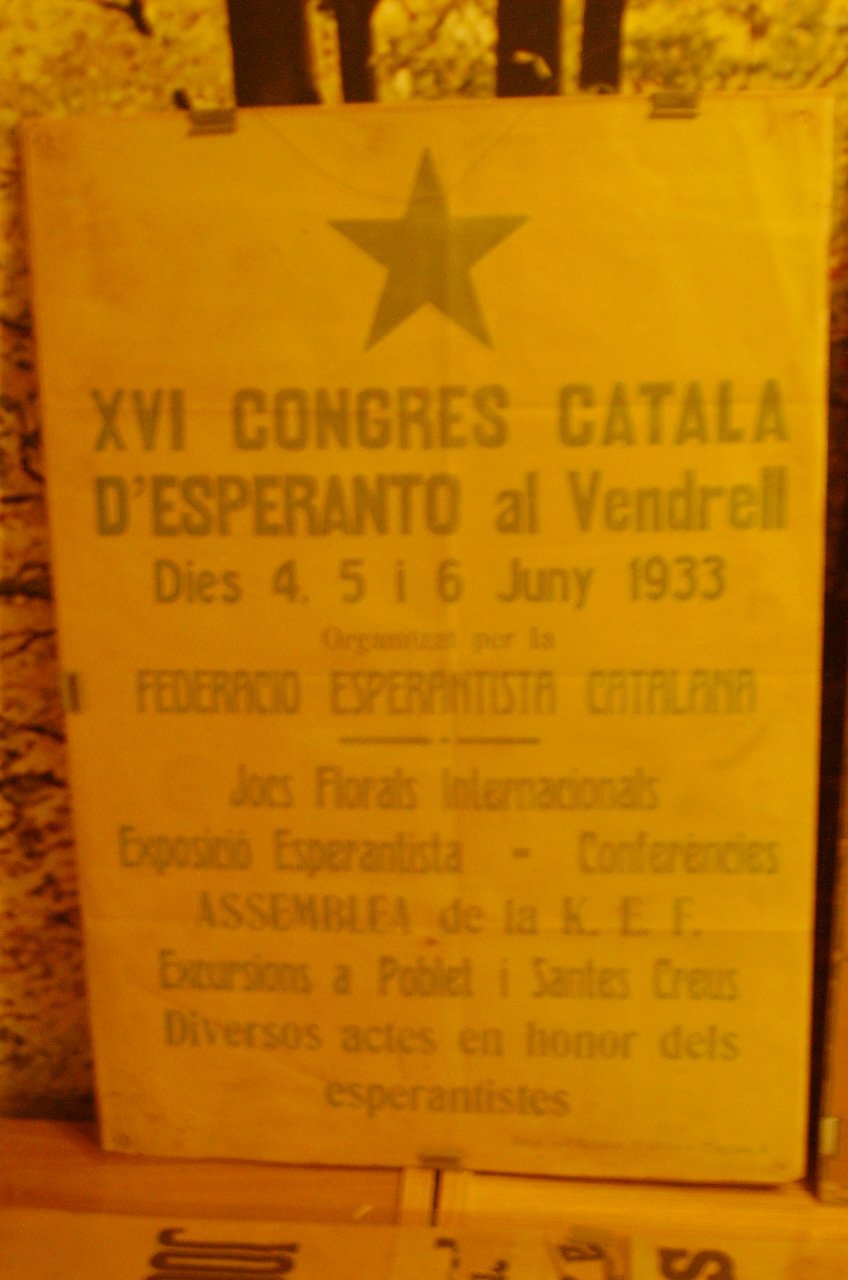 XVI CONGRES CATALA
D'ESPERANTO al Vendrell
Dies 4, 5 i 6 Juny 1933
Organitzat per la
FEDERACIO ESPERANTISTA CATALANA
Jocs Florals Internacionals
Exposició Esperantista - Conferències
ASSEMBLEA de la K. E. F.
Excursions a Poblet i Santes Creus
Diversos actes en honor dels
esperantistes